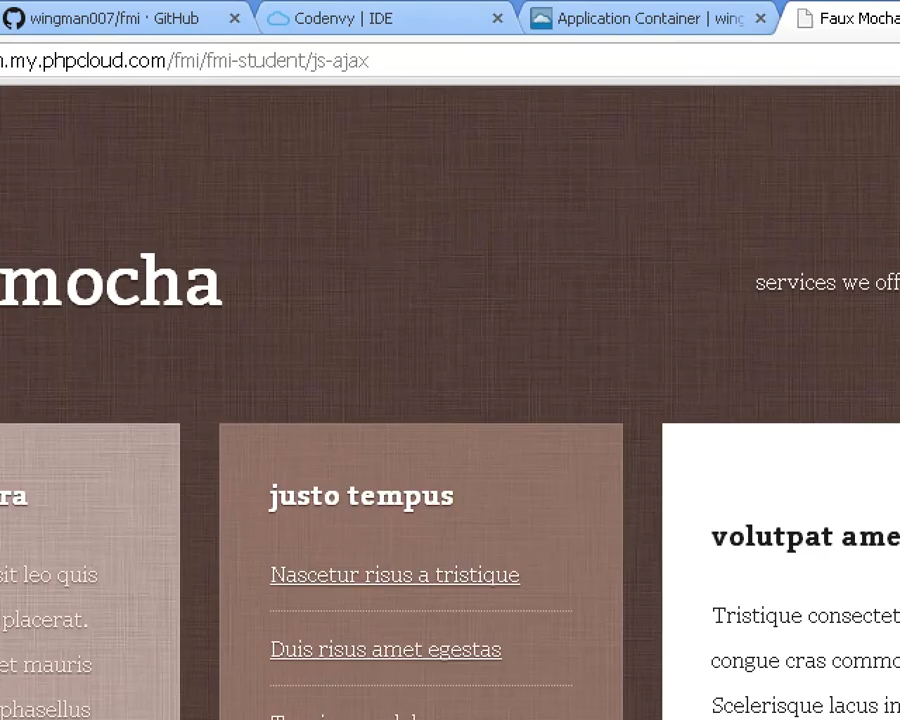 wingman007/fmi · GitHub
Codenvy | IDE
Application Container | wing
Faux Mocha
.my.phpcloud.com/fmi/fmi-student/js-ajax
mocha
services we off
ra
sit leo quis
placerat.
et mauris
phasellus
justo tempus
Nascetur risus a tristique
Duis risus amet egestas
volutpat ame
Tristique consectet
congue cras commo
Scelerisque lacus in